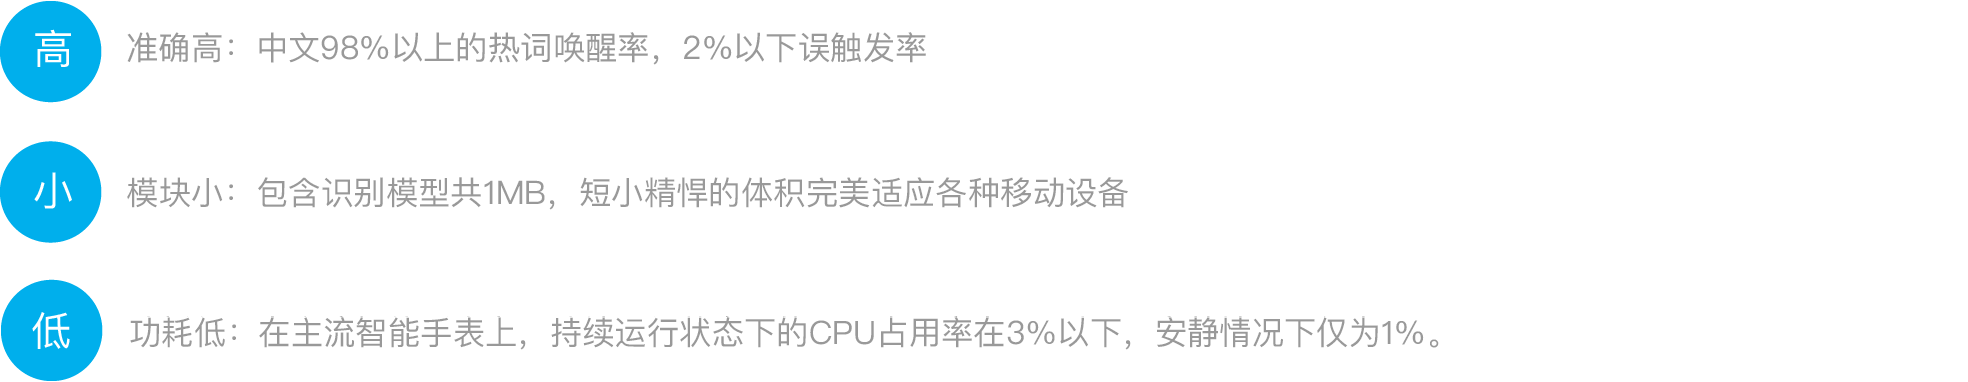 高 准确高：中文98%以上的热词唤醒率，2%以下误触发率
小 模块小：包含识别模型共1MB，短小精悍的体积完美适应各种移动设备
低 功耗低：在主流智能手表上，持续运行状态下的CPU占用率在3%以下，安静情况下仅为1%。